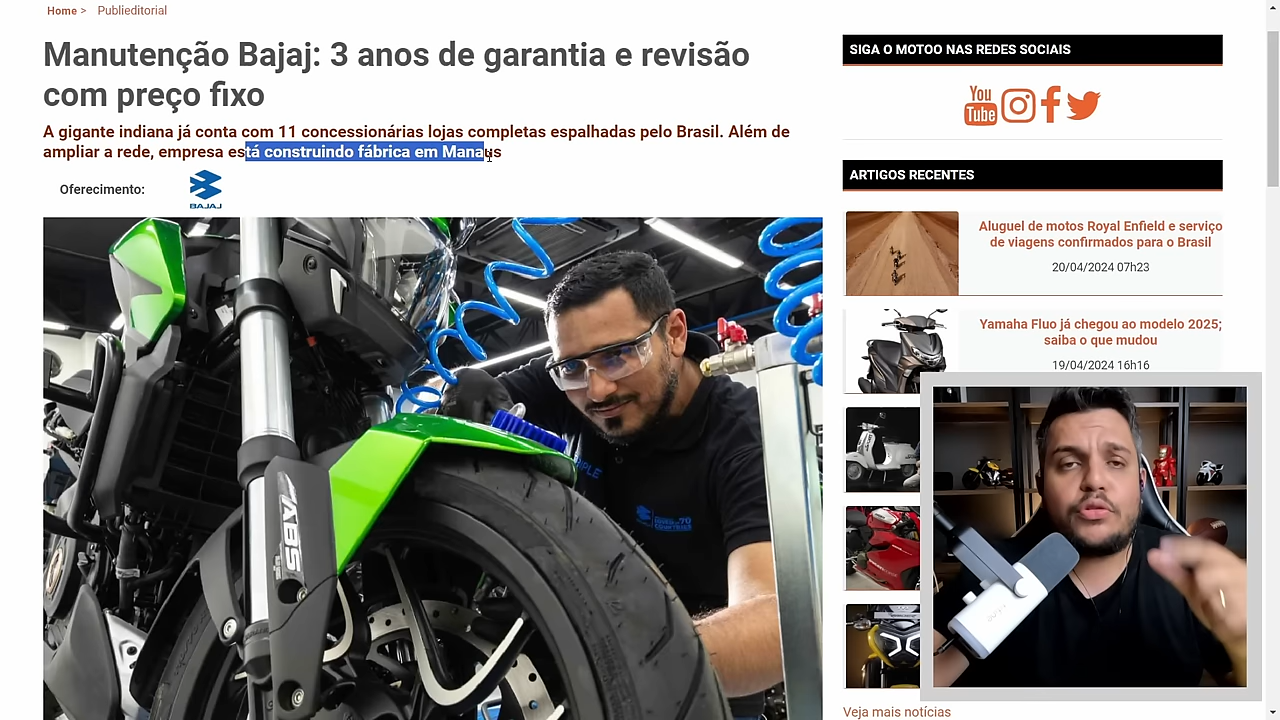 Home >
Publieditorial
Manutenção Bajaj: 3 anos de garantia e revisão
com preço fixo
A gigante indiana já conta com 11 concessionárias lojas completas espalhadas pelo Brasil. Além de
ampliar a rede, empresa está construindo fábrica em Manaus
Oferecimento:
BAJAJ
ABS
SIGA O MOTOO NAS REDES SOCIAIS
You
Tube
ARTIGOS RECENTES
Aluguel de motos Royal Enfield e serviço
de viagens confirmados para o Brasil
20/04/2024 07h23
Yamaha Fluo já chegou ao modelo 2025;
saiba o que mudou
19/04/2024 16h16
Veja mais notícias